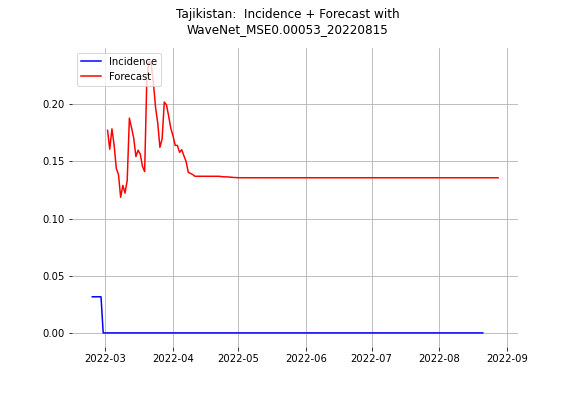 Tajikistan:  Incidence + Forecast with
WaveNet_MSE0.00053_20220815
Incidence
Forecast
0.20
0.15
0.10
0.05
0.00
2022-03 2022-04 2022-05 2022-06 2022-07 2022-08 2022-09